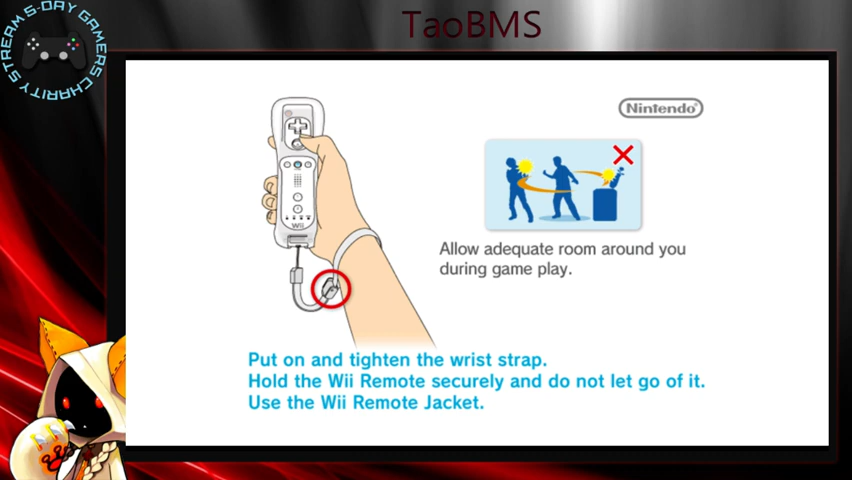 TaoBMS
STREAM 5-DAY GAMERS CHARITY
Nintendo
Wii
Allow adequate room around you
during game play.
Put on and tighten the wrist strap.
Hold the Wii Remote securely and do not let go of it.
Use the Wii Remote Jacket.